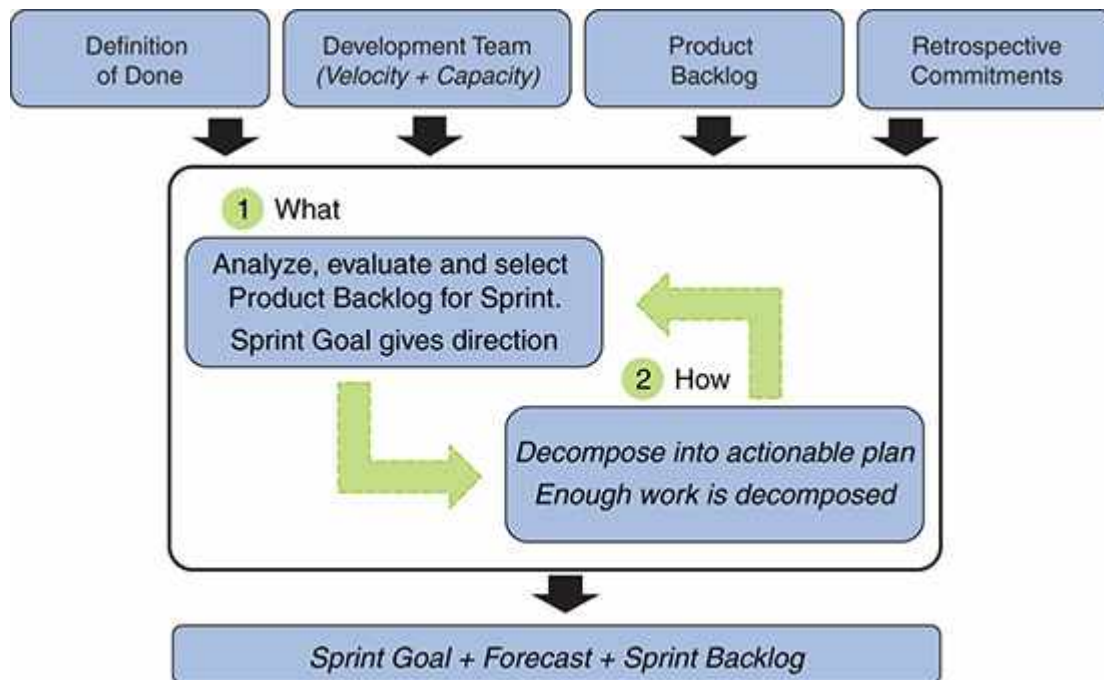 Definition
of Done
Development Team
(Velocity + Capacity)
Product
Backlog
Retrospective
Commitments
1 What
Analyze, evaluate and select
Product Backlog for Sprint.
Sprint Goal gives direction
2 How
Decompose into actionable plan
Enough work is decomposed
Sprint Goal + Forecast + Sprint Backlog